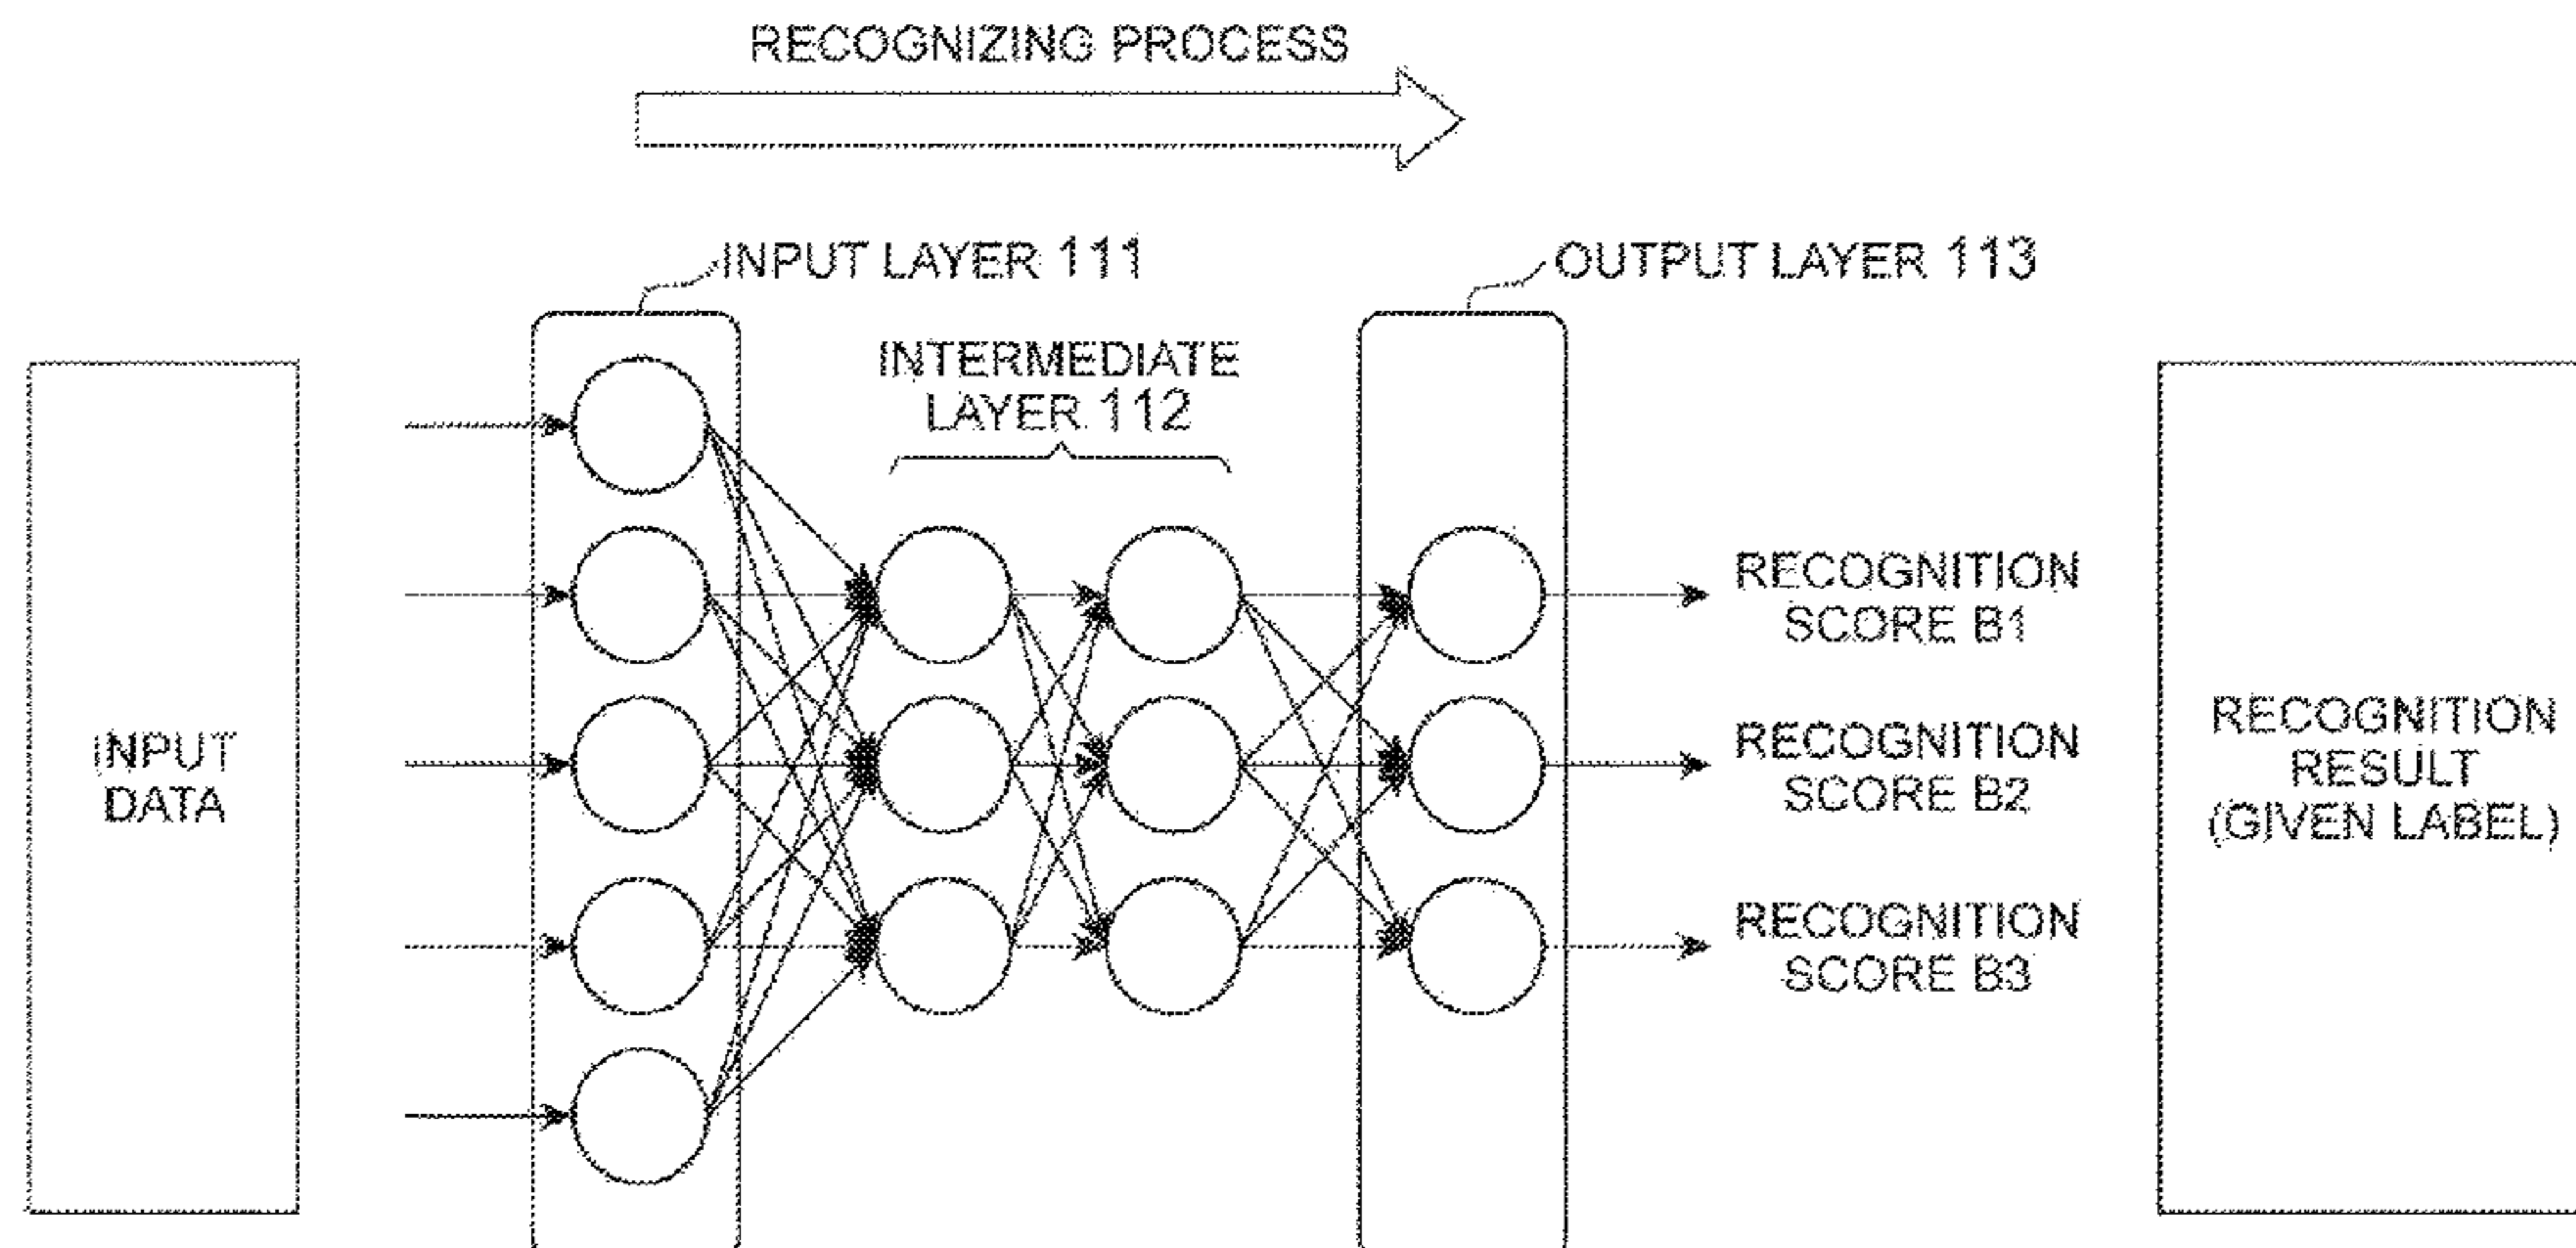 RECOGNIZING PROCESS
INPUT LAYER 111
OUTPUT LAYER 113
INTERMEDIATE
LAYER 112
INPUT
DATA
RECOGNITION
SCORE B1
RECOGNITION
SCORE B2
RECOGNITION
SCORE B3
RECOGNITION
RESULT
(GIVEN LABEL)